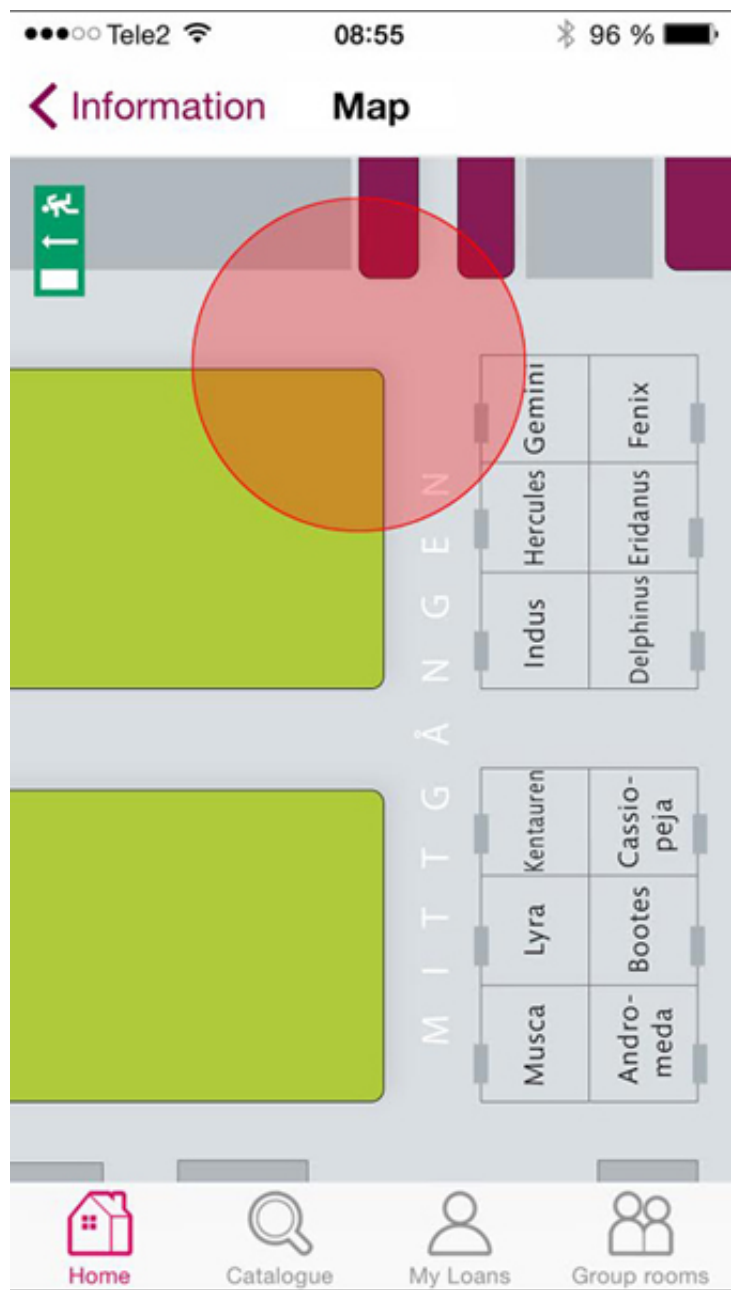 Tele2
08:55
96 %
Information
Map
Gemini
Fenix
Hercules
Eridanus
Indus
Delphinus
MITTGÅNGEN
Kentauren
Cassio-
peja
Lyra
Bootes
Musca
Andro-
meda
Home
Catalogue
My Loans
Group rooms